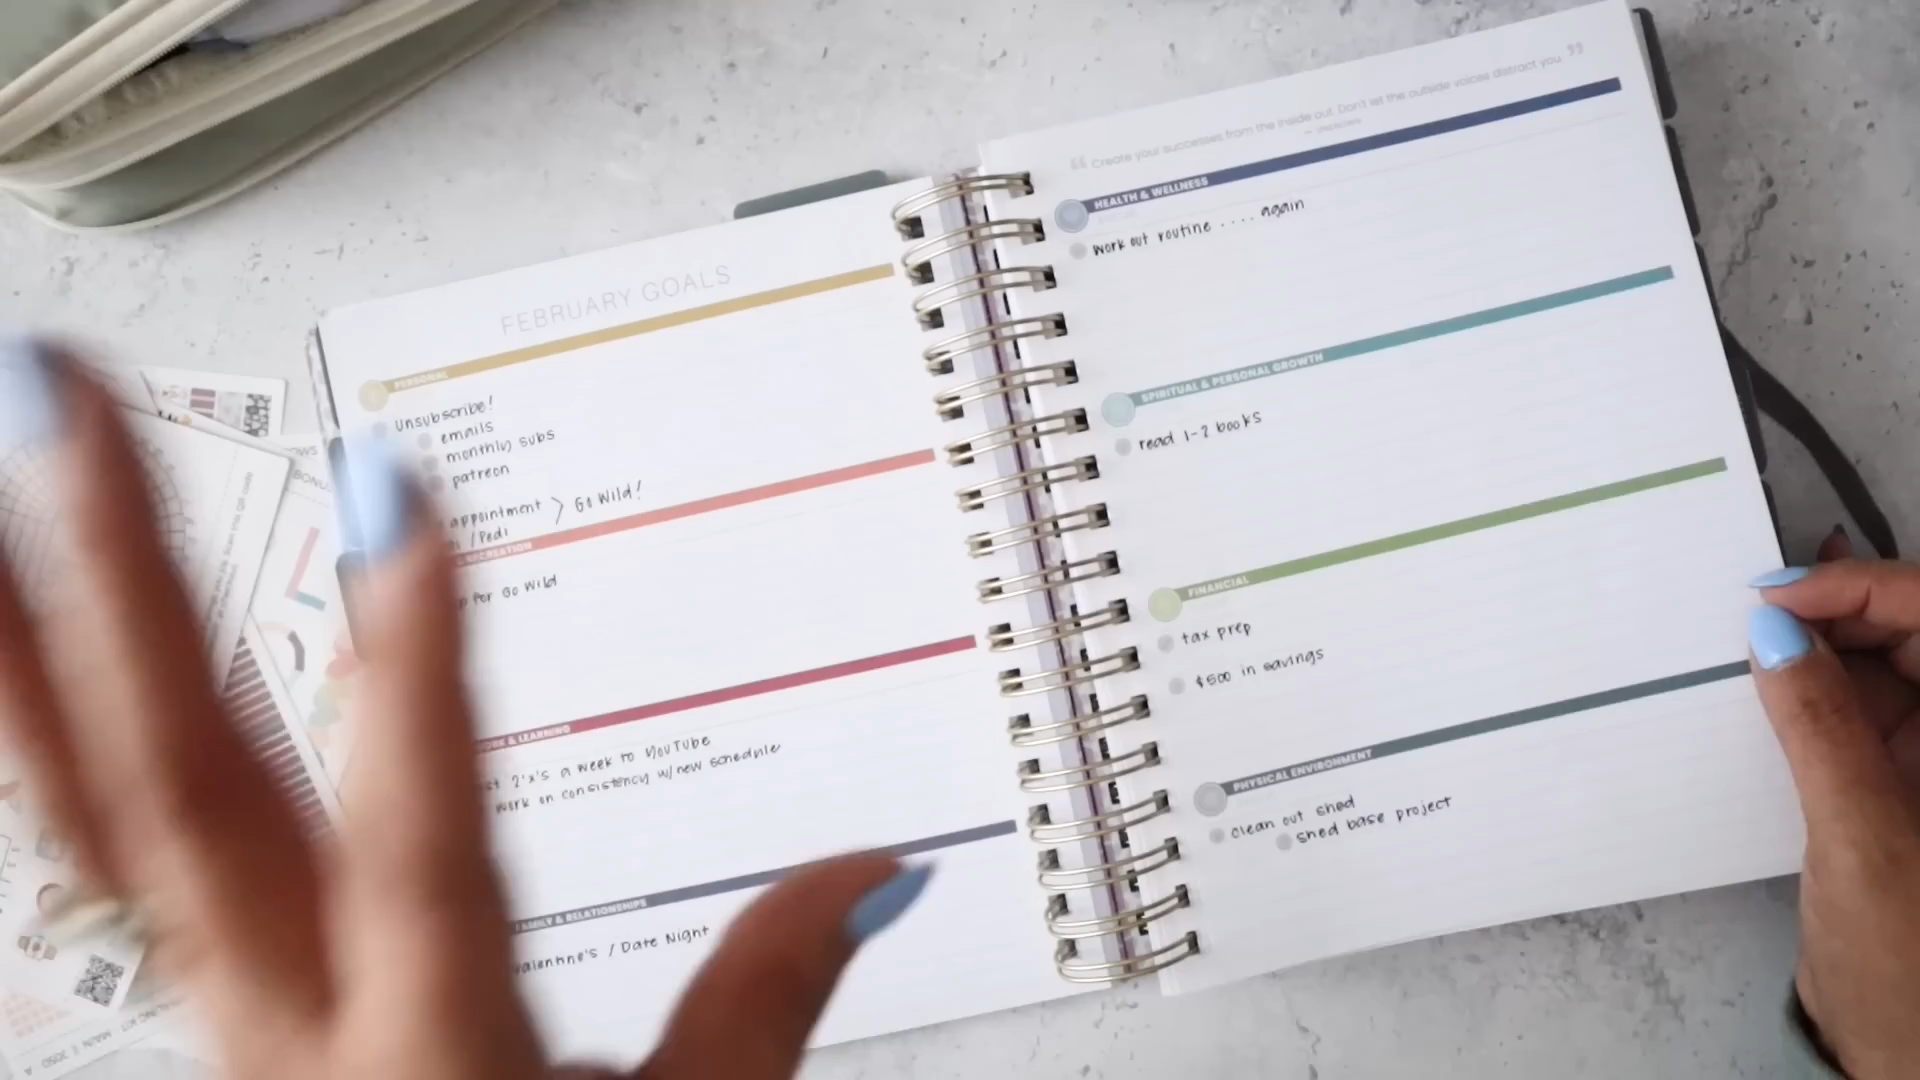 FEBRUARY GOALS
PERSONAL
Unsubscribe!
emails
monthly subs
patreon
appointment > Go Wild!
/Pedi
RECREATION
for Go Wild
& LEARNING
2'x's a week to YouTube
work on consistency w/new schedule
FAMILY & RELATIONSHIPS
Valentine's / Date Night
“ Create your successes from the inside out. Don't let the outside voices distract you. ”
— UNKNOWN
HEALTH & WELLNESS
work out routine .... again
SPIRITUAL & PERSONAL GROWTH
read 1-2 books
FINANCIAL
tax prep
$500 in savings
PHYSICAL ENVIRONMENT
clean out shed
shed base project